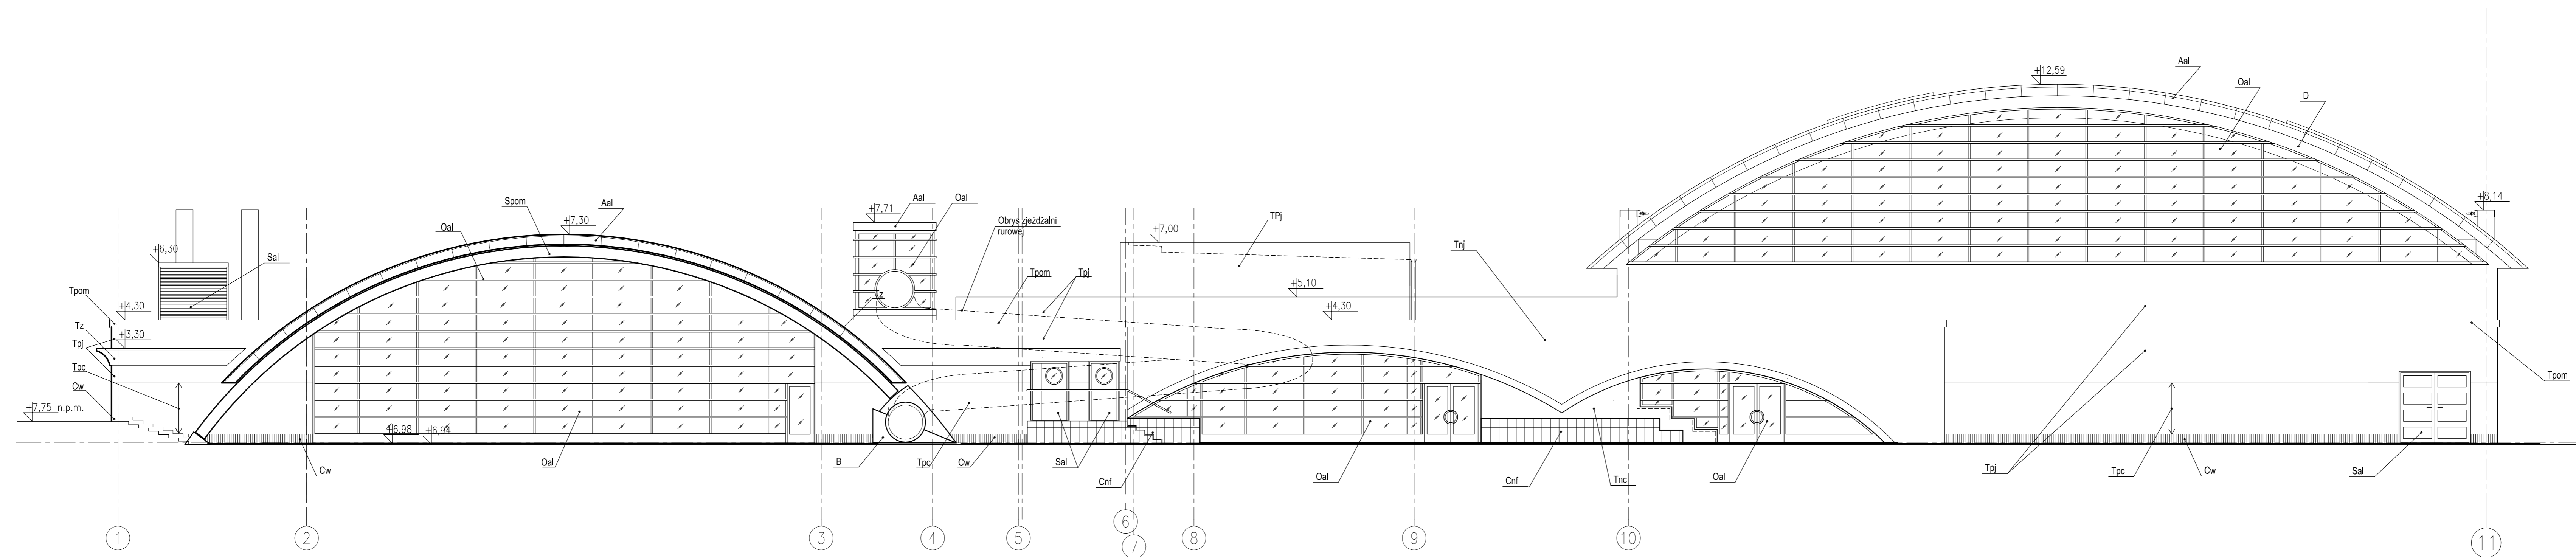 +12,59
Aal
Oal
D
+8,14
+7,71
Aal
Oal
Spom
Aal
+7,30
Oal
Obrys zjeżdżalni
rurowej
TPj
+7,00
Tnj
+6,30
Sal
Tpom
Tpj
+5,10
Tpom
+4,30
Tz
+4,30
Tz
Tpj
+3,30
Tpc
Cw
+7,75 n.p.m.
Tpom
+6,98
+6,94
Cw
Oal
B
Tpc
Cw
Sal
Cnf
Oal
Cnf
Tnc
Oal
Tpj
Tpc
Cw
Sal
1
2
3
4
5
6
7
8
9
10
11